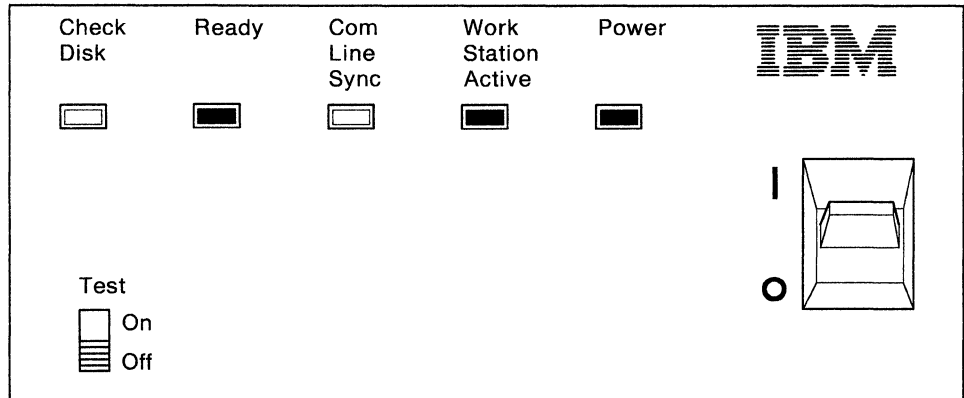 Check
Disk
Ready
Com
Line
Sync
Work
Station
Active
Power
IBM
I
O
Test
On
Off